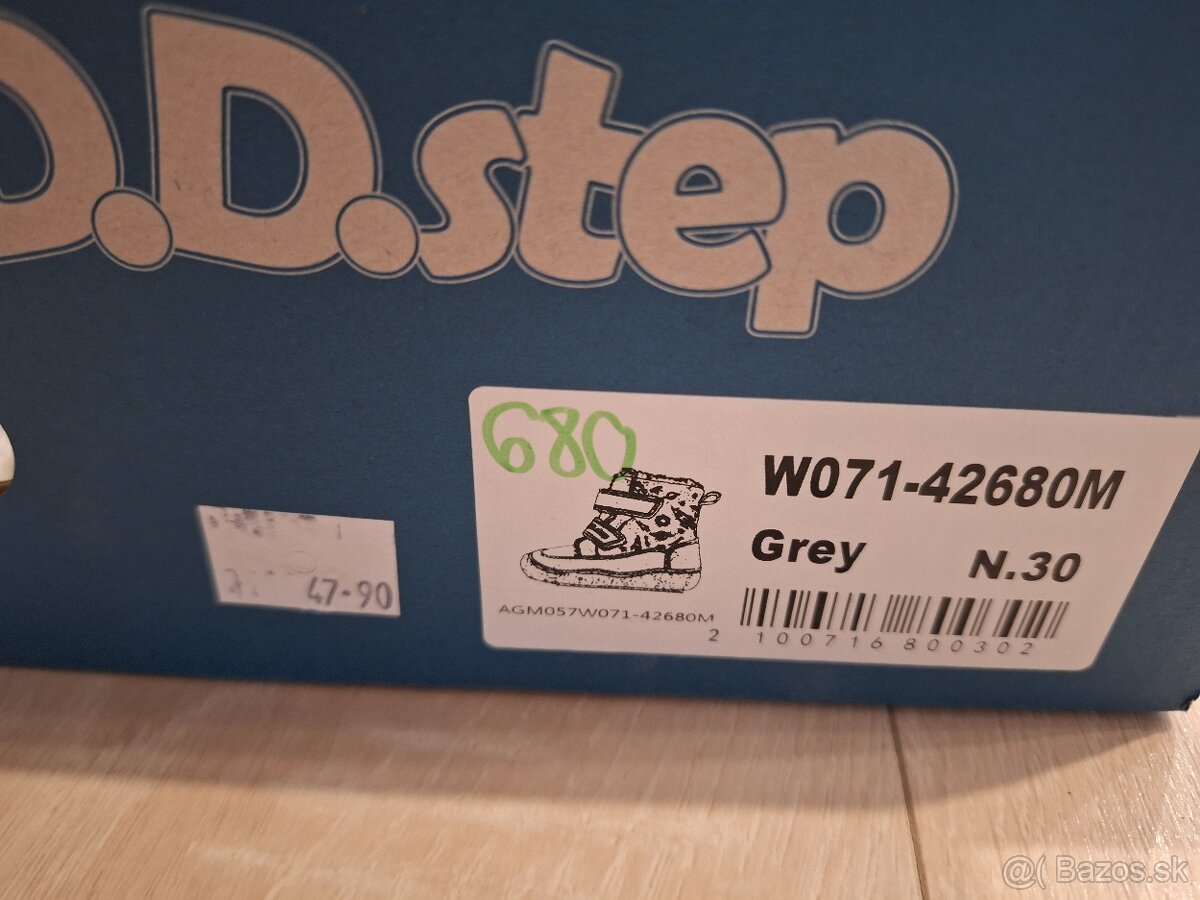 D.D.step
680
W071-42680M
Grey N.30
AGM057W071-42680M
2 100716 800302
47-90
@( Bazos.sk